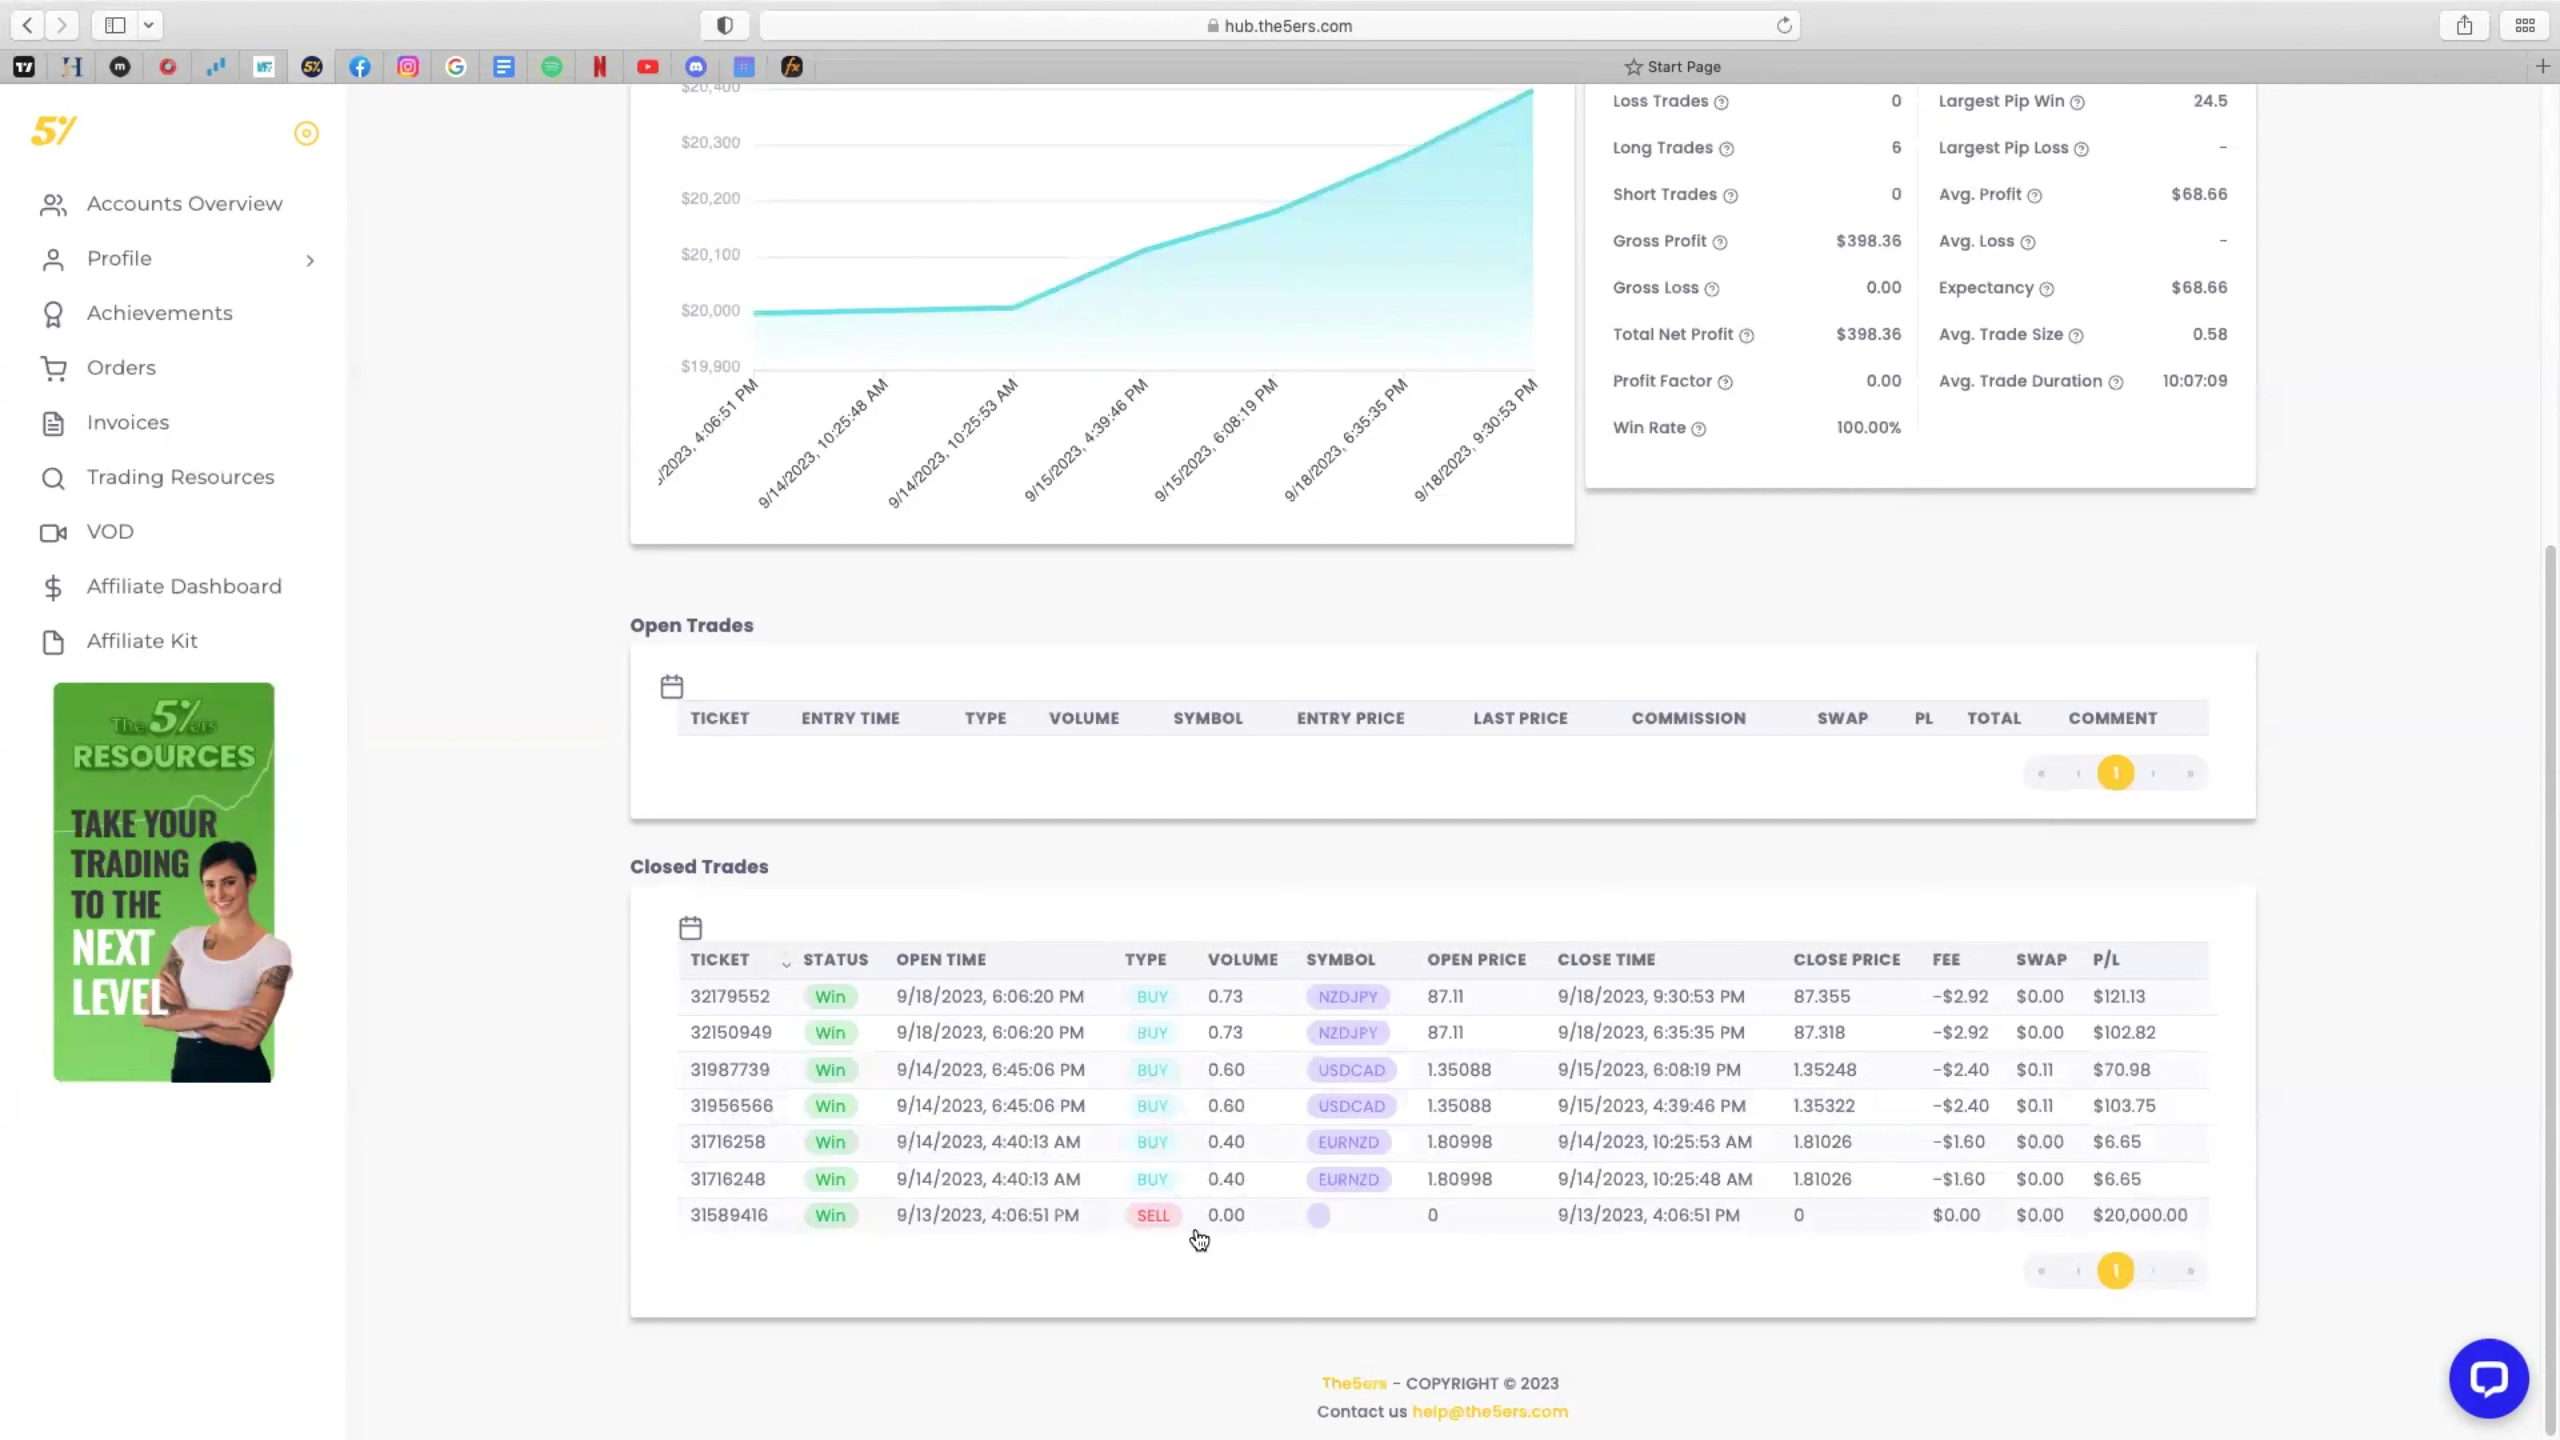 hub.the5ers.com
Start Page
5%
Accounts Overview
Profile
Achievements
Orders
Invoices
Trading Resources
VOD
Affiliate Dashboard
Affiliate Kit
The 5%ers
RESOURCES
TAKE YOUR
TRADING
TO THE
NEXT
LEVEL
$20,400
$20,300
$20,200
$20,100
$20,000
$19,900
/2023, 4:06:51 PM
9/14/2023, 10:25:48 AM
9/14/2023, 10:25:53 AM
9/15/2023, 4:39:46 PM
9/15/2023, 6:08:19 PM
9/18/2023, 6:35:35 PM
9/18/2023, 9:30:53 PM
Loss Trades 0 Largest Pip Win 24.5
Long Trades 6 Largest Pip Loss -
Short Trades 0 Avg. Profit $68.66
Gross Profit $398.36 Avg. Loss -
Gross Loss 0.00 Expectancy $68.66
Total Net Profit $398.36 Avg. Trade Size 0.58
Profit Factor 0.00 Avg. Trade Duration 10:07:09
Win Rate 100.00%
Open Trades
TICKET ENTRY TIME TYPE VOLUME SYMBOL ENTRY PRICE LAST PRICE COMMISSION SWAP PL TOTAL COMMENT
« ‹ 1 › »
Closed Trades
TICKET STATUS OPEN TIME TYPE VOLUME SYMBOL OPEN PRICE CLOSE TIME CLOSE PRICE FEE SWAP P/L
32179552 Win 9/18/2023, 6:06:20 PM BUY 0.73 NZDJPY 87.11 9/18/2023, 9:30:53 PM 87.355 -$2.92 $0.00 $121.13
32150949 Win 9/18/2023, 6:06:20 PM BUY 0.73 NZDJPY 87.11 9/18/2023, 6:35:35 PM 87.318 -$2.92 $0.00 $102.82
31987739 Win 9/14/2023, 6:45:06 PM BUY 0.60 USDCAD 1.35088 9/15/2023, 6:08:19 PM 1.35248 -$2.40 $0.11 $70.98
31956566 Win 9/14/2023, 6:45:06 PM BUY 0.60 USDCAD 1.35088 9/15/2023, 4:39:46 PM 1.35322 -$2.40 $0.11 $103.75
31716258 Win 9/14/2023, 4:40:13 AM BUY 0.40 EURNZD 1.80998 9/14/2023, 10:25:53 AM 1.81026 -$1.60 $0.00 $6.65
31716248 Win 9/14/2023, 4:40:13 AM BUY 0.40 EURNZD 1.80998 9/14/2023, 10:25:48 AM 1.81026 -$1.60 $0.00 $6.65
31589416 Win 9/13/2023, 4:06:51 PM SELL 0.00 0 9/13/2023, 4:06:51 PM 0 $0.00 $0.00 $20,000.00
« ‹ 1 › »
The5ers - COPYRIGHT © 2023
Contact us help@the5ers.com